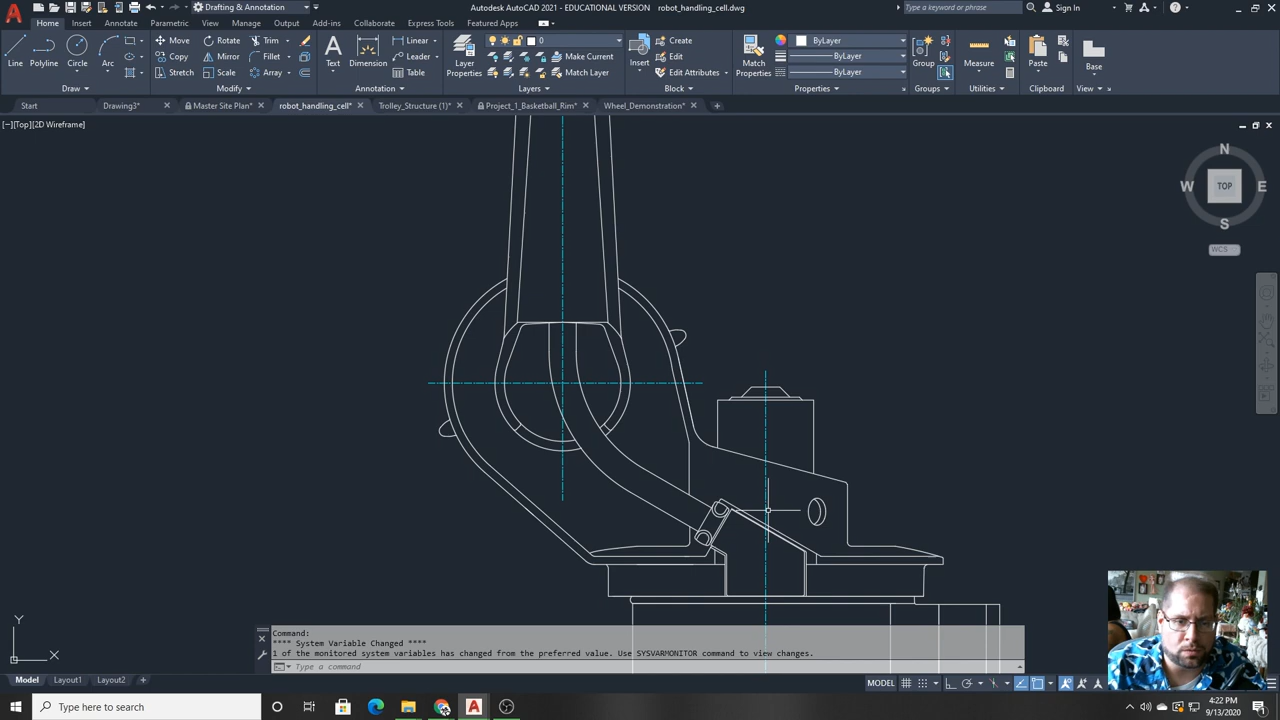 Drafting & Annotation
Autodesk AutoCAD 2021 - EDUCATIONAL VERSION robot_handling_cell.dwg
Type a keyword or phrase
Sign In
Home Insert Annotate Parametric View Manage Output Add-ins Collaborate Express Tools Featured Apps
Line
Polyline
Circle
Arc
Move
Rotate
Trim
Copy
Mirror
Fillet
Stretch
Scale
Array
Text
Dimension
Linear
Leader
Table
Layer
Properties
0
Make Current
Match Layer
Insert
Create
Edit
Edit Attributes
Match
Properties
ByLayer
ByLayer
ByLayer
Group
Measure
Paste
Base
Draw Modify Annotation Layers Block Properties Groups Utilities Clipboard View
Start Drawing3* Master Site Plan* robot_handling_cell* Trolley_Structure (1)* Project_1_Basketball_Rim* Wheel_Demonstration*
[−][Top][2D Wireframe]
N
W TOP E
S
WCS
Y
X
Command:
**** System Variable Changed ****
1 of the monitored system variables has changed from the preferred value. Use SYSVARMONITOR command to view changes.
Type a command
Model Layout1 Layout2
MODEL
Type here to search
4:22 PM
9/13/2020